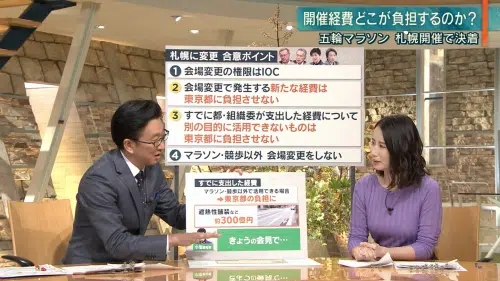 開催経費どこが負担するのか？
五輪マラソン 札幌開催で決着
札幌に変更 合意ポイント
1 会場変更の権限はIOC
2 会場変更で発生する新たな経費は
東京都に負担させない
3 すでに都・組織委が支出した経費について
別の目的に活用できないものは
東京都に負担させない
4 マラソン・競歩以外 会場変更をしない
すでに支出した経費
マラソン・競歩以外で活用できる場合
➜東京都の負担に
遮熱性舗装など
約300億円
きょうの会見で…